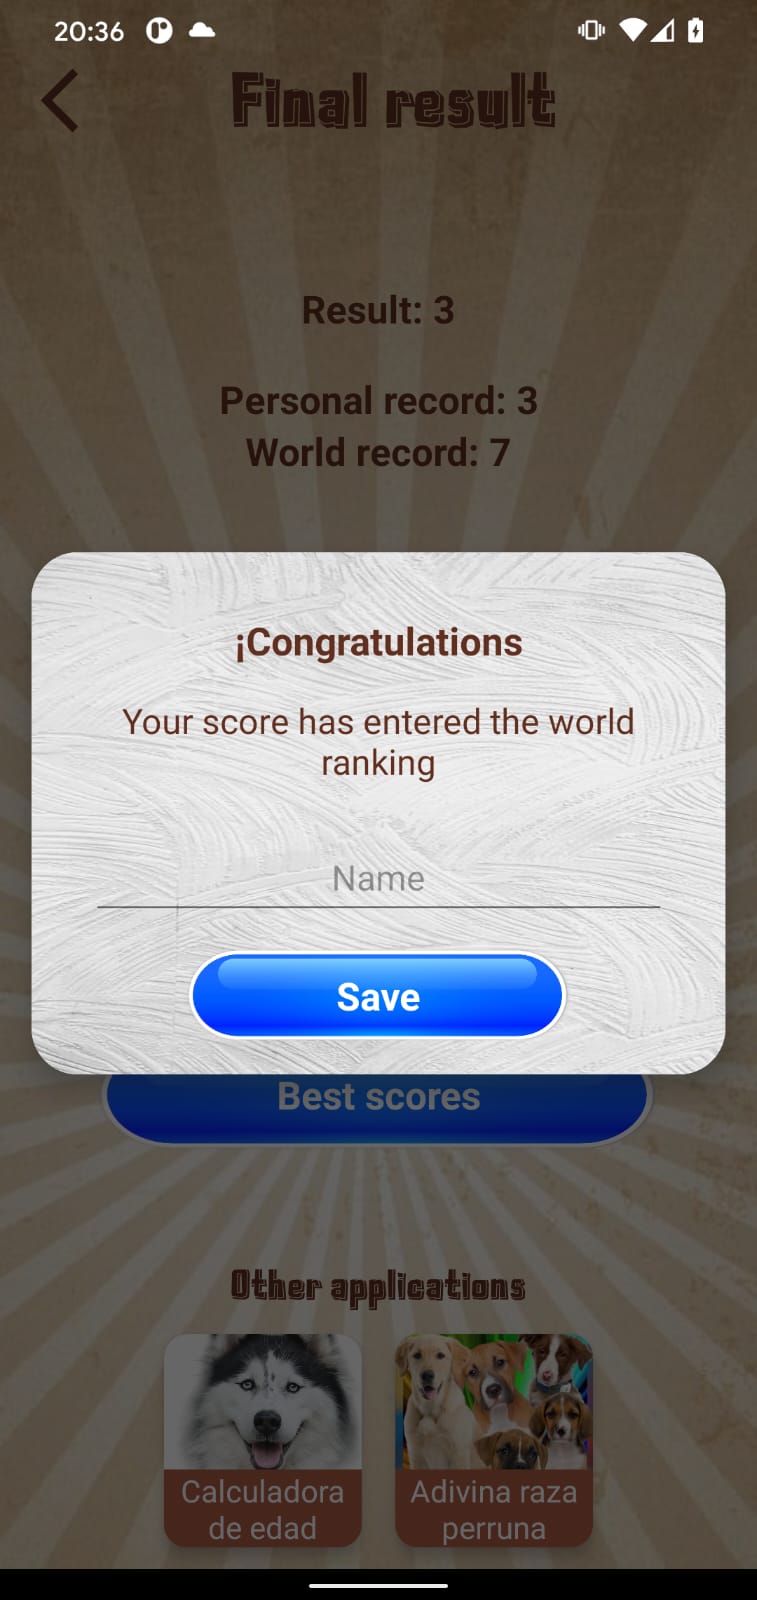 20:36
Final result
Result: 3
Personal record: 3
World record: 7
¡Congratulations
Your score has entered the world
ranking
Name
Save
Best scores
Other applications
Calculadora
de edad
Adivina raza
perruna